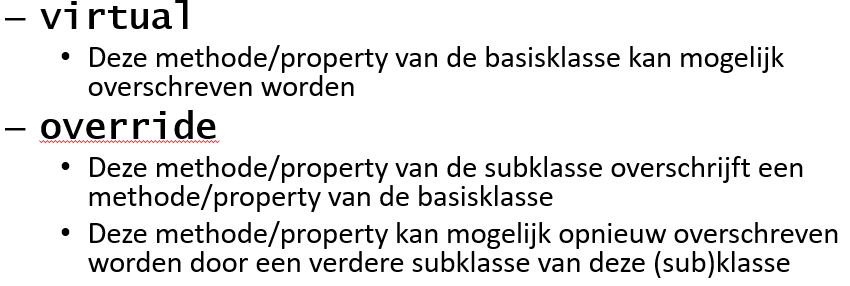 – virtual
• Deze methode/property van de basisklasse kan mogelijk
overschreven worden
– override
• Deze methode/property van de subklasse overschrijft een
methode/property van de basisklasse
• Deze methode/property kan mogelijk opnieuw overschreven
worden door een verdere subklasse van deze (sub)klasse